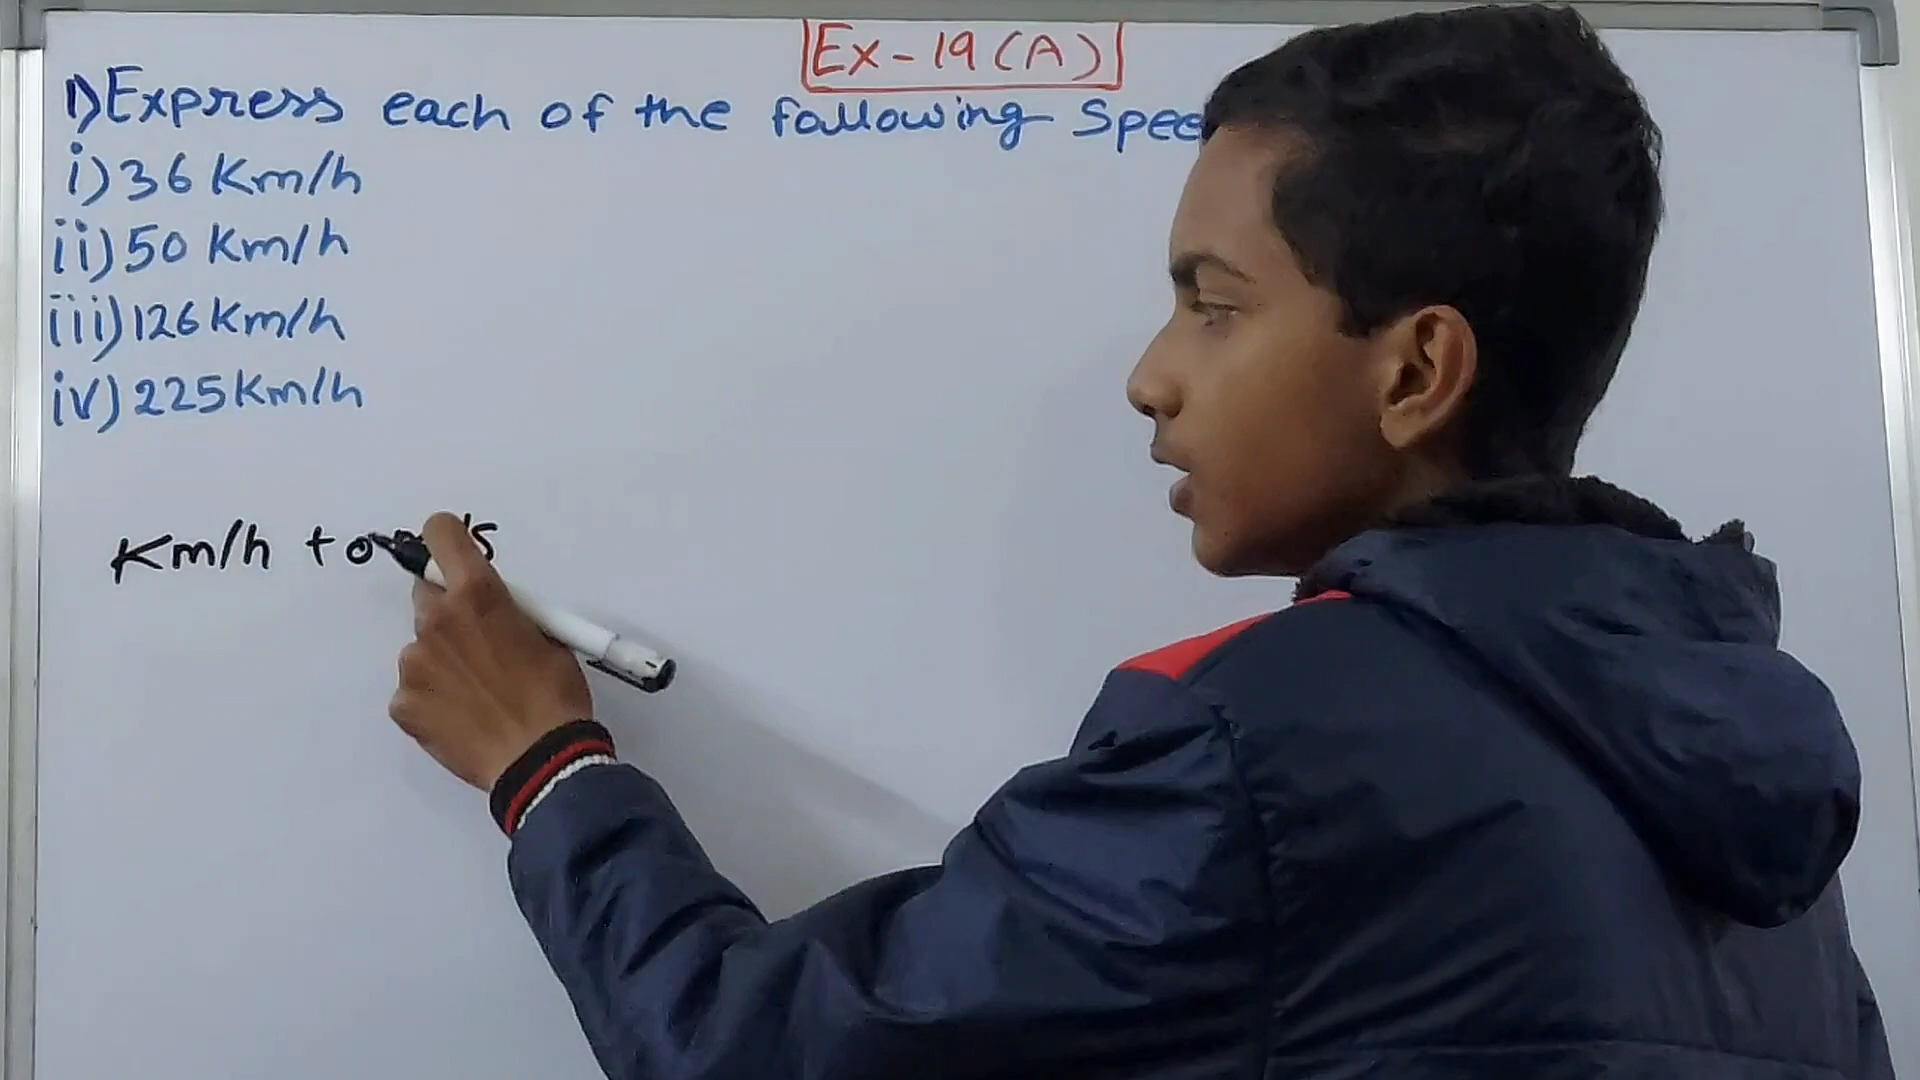 Ex-19(A)
1) Express each of the following
i) 36 Km/h
ii) 50 Km/h
iii) 126 Km/h
iv) 225 Km/h
Km/h to